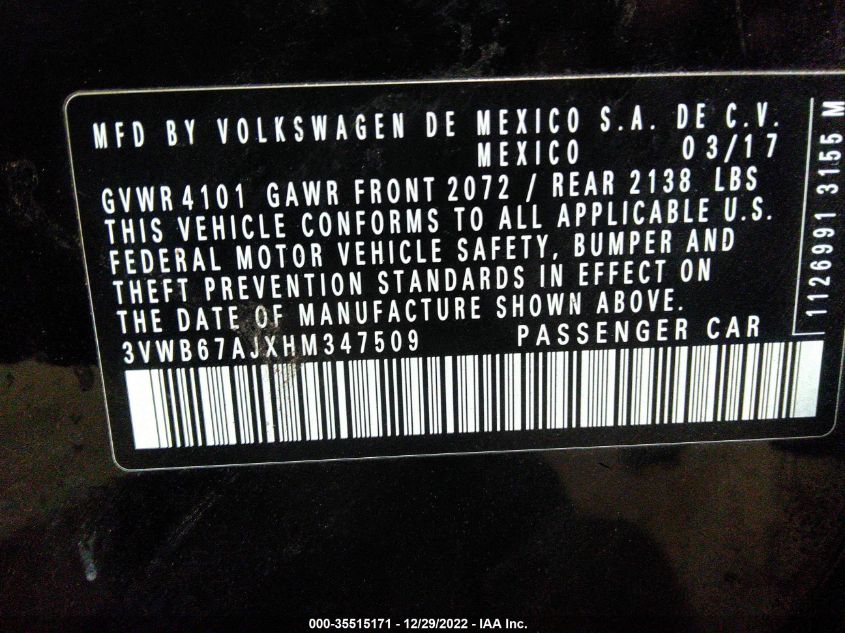 MFD BY VOLKSWAGEN DE MEXICO S.A. DE C.V.
MEXICO 03/17
GVWR 4101 GAWR FRONT 2072 / REAR 2138 LBS
THIS VEHICLE CONFORMS TO ALL APPLICABLE U.S.
FEDERAL MOTOR VEHICLE SAFETY, BUMPER AND
THEFT PREVENTION STANDARDS IN EFFECT ON
THE DATE OF MANUFACTURE SHOWN ABOVE.
3VWB67AJXHM347509 PASSENGER CAR
1126991 3155 M
000-35515171 - 12/29/2022 - IAA Inc.